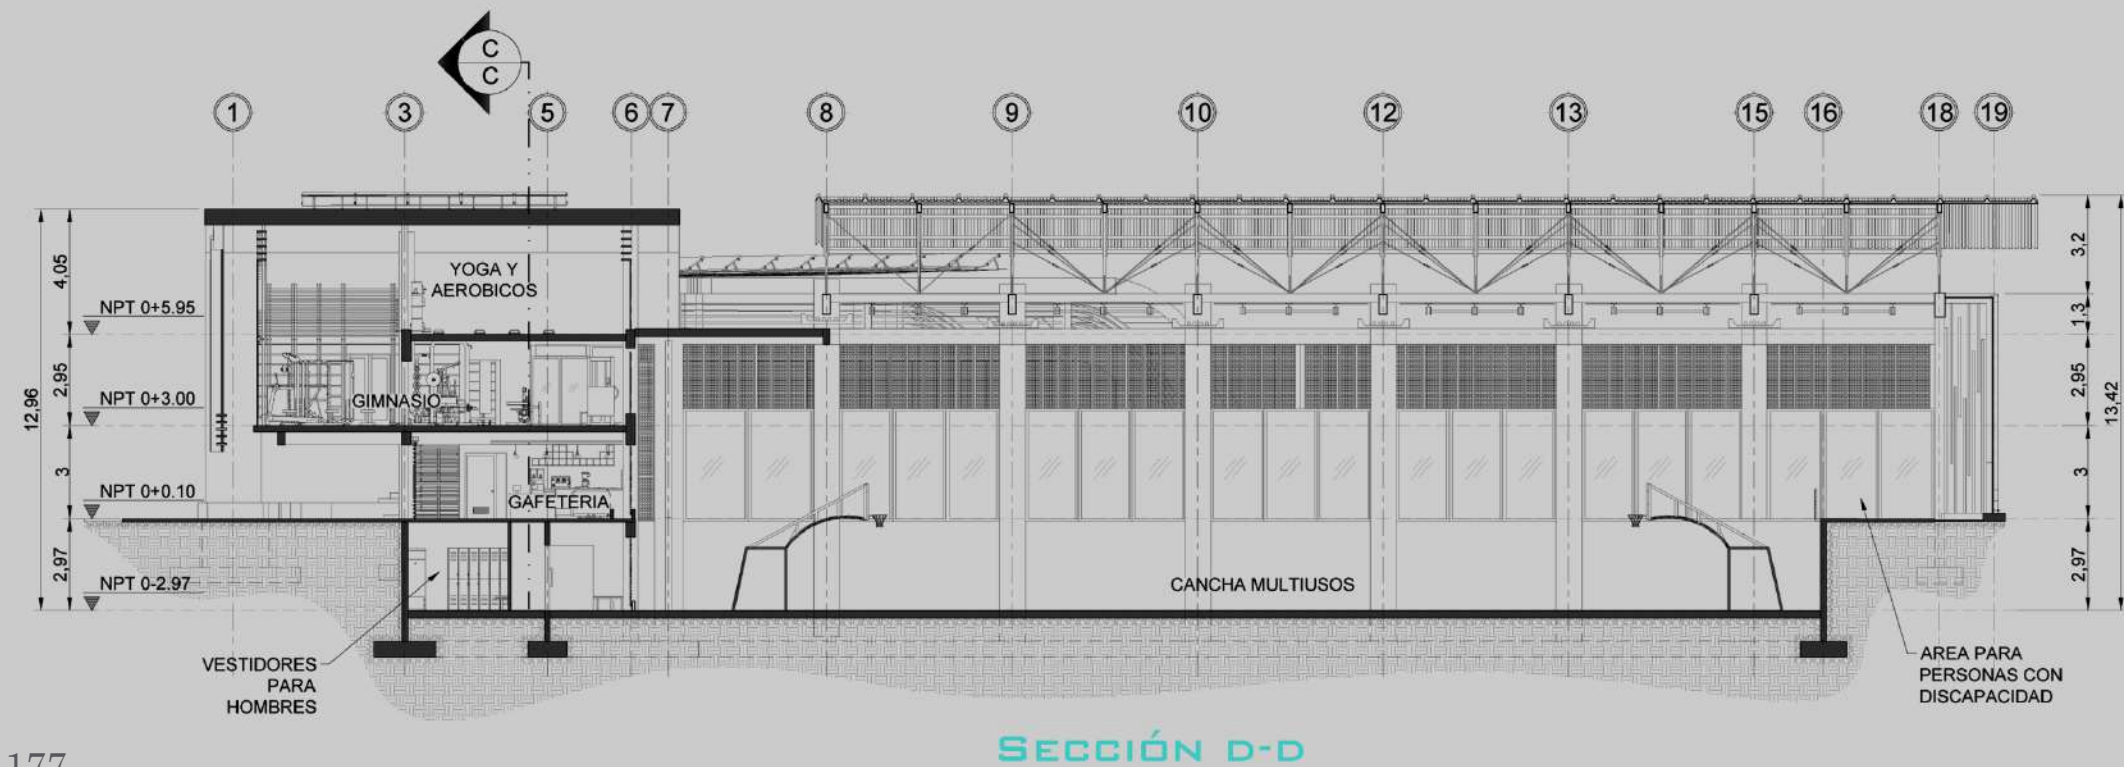 C
C
1
3
5
6
7
8
9
10
12
13
15
16
18
19
YOGA Y
AEROBICOS
4,05
3,2
NPT 0+5.95
1,3
2,95
2,95
NPT 0+3.00
GIMNASIO
12,96
13,42
3
3
NPT 0+0.10
GAFETERIA
2,97
2,97
NPT 0-2.97
CANCHA MULTIUSOS
VESTIDORES
PARA
HOMBRES
AREA PARA
PERSONAS CON
DISCAPACIDAD
SECCIÓN D-D
177